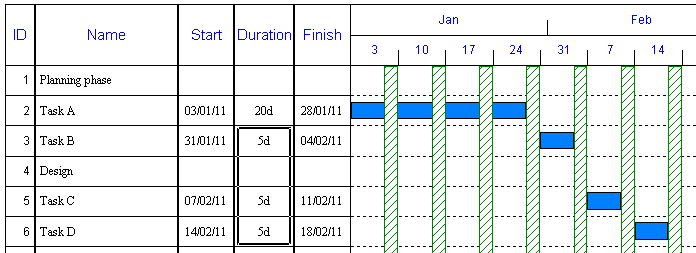 Jan Feb
ID Name Start Duration Finish
3 10 17 24 31 7 14
1 Planning phase
2 Task A 03/01/11 20d 28/01/11
3 Task B 31/01/11 5d 04/02/11
4 Design
5 Task C 07/02/11 5d 11/02/11
6 Task D 14/02/11 5d 18/02/11